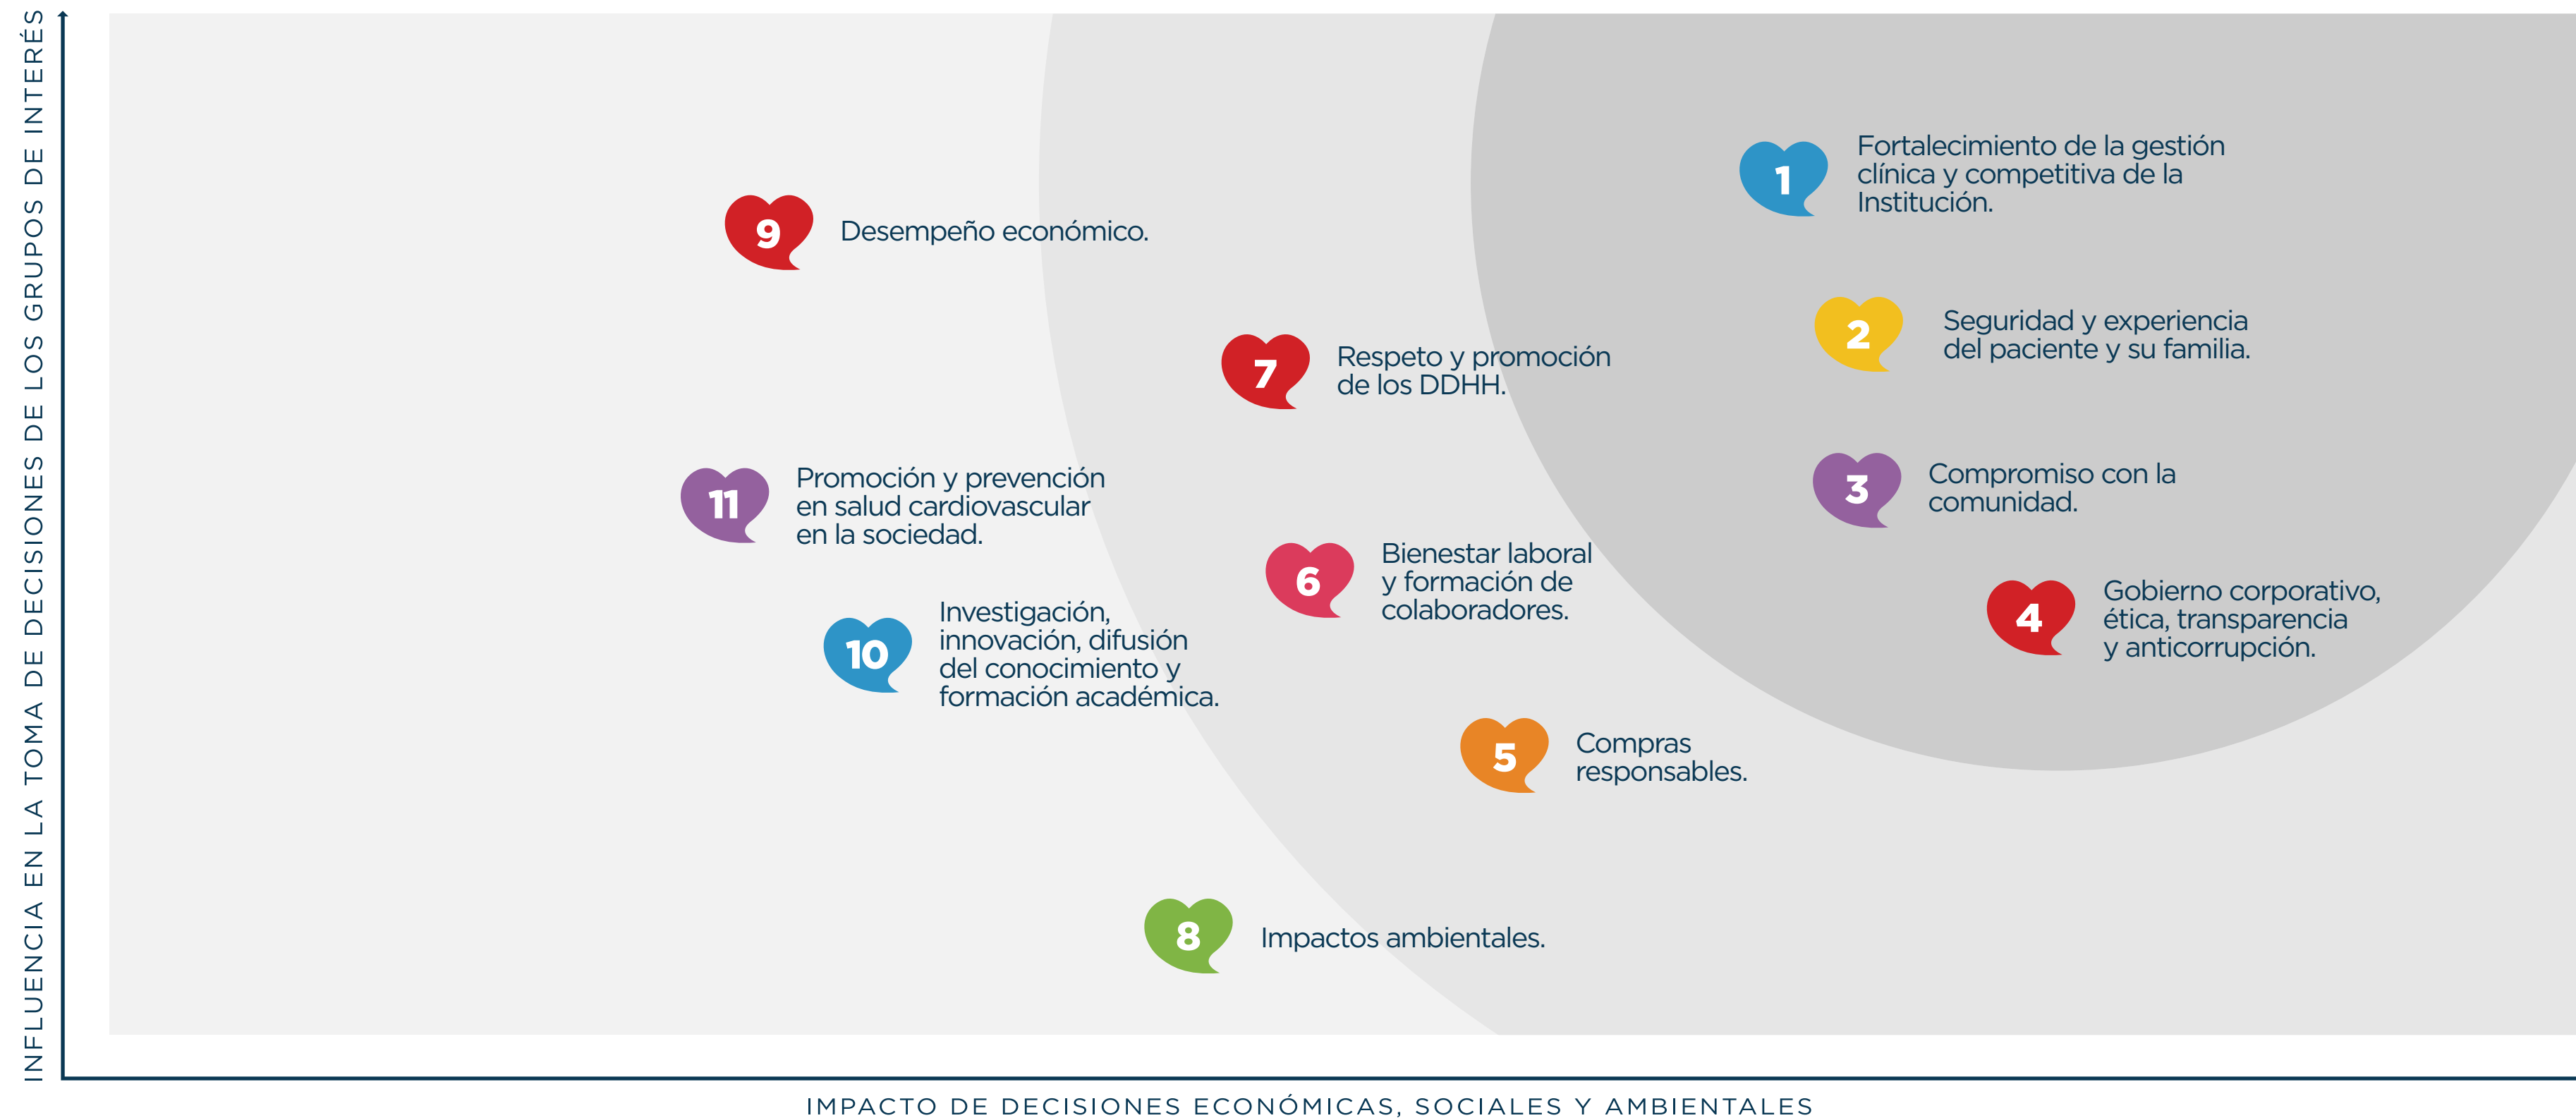 INFLUENCIA EN LA TOMA DE DECISIONES DE LOS GRUPOS DE INTERÉS
1
Fortalecimiento de la gestión
clínica y competitiva de la
Institución.
9
Desempeño económico.
2
Seguridad y experiencia
del paciente y su familia.
7
Respeto y promoción
de los DDHH.
3
Compromiso con la
comunidad.
11
Promoción y prevención
en salud cardiovascular
en la sociedad.
6
Bienestar laboral
y formación de
colaboradores.
4
Gobierno corporativo,
ética, transparencia
y anticorrupción.
10
Investigación,
innovación, difusión
del conocimiento y
formación académica.
5
Compras
responsables.
8
Impactos ambientales.
IMPACTO DE DECISIONES ECONÓMICAS, SOCIALES Y AMBIENTALES